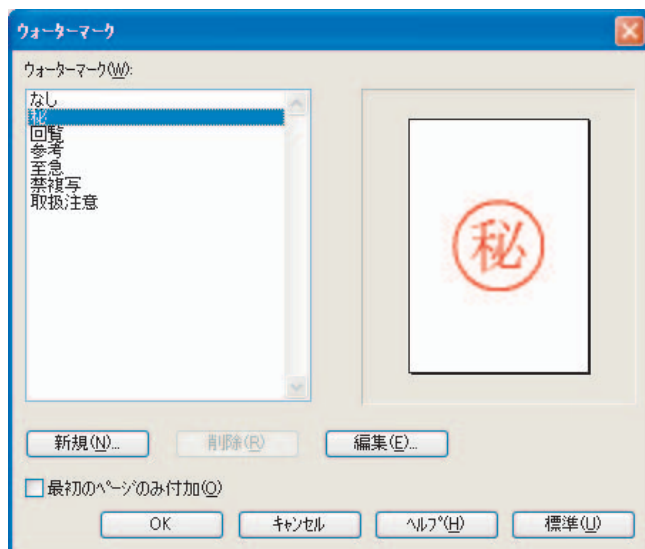 ウォーターマーク
ウォーターマーク(W):
なし
秘
回覧
参考
至急
禁複写
取扱注意
秘
新規(N)...
削除(R)
編集(E)...
最初のページのみ付加(O)
OK
キャンセル
ヘルプ(H)
標準(U)